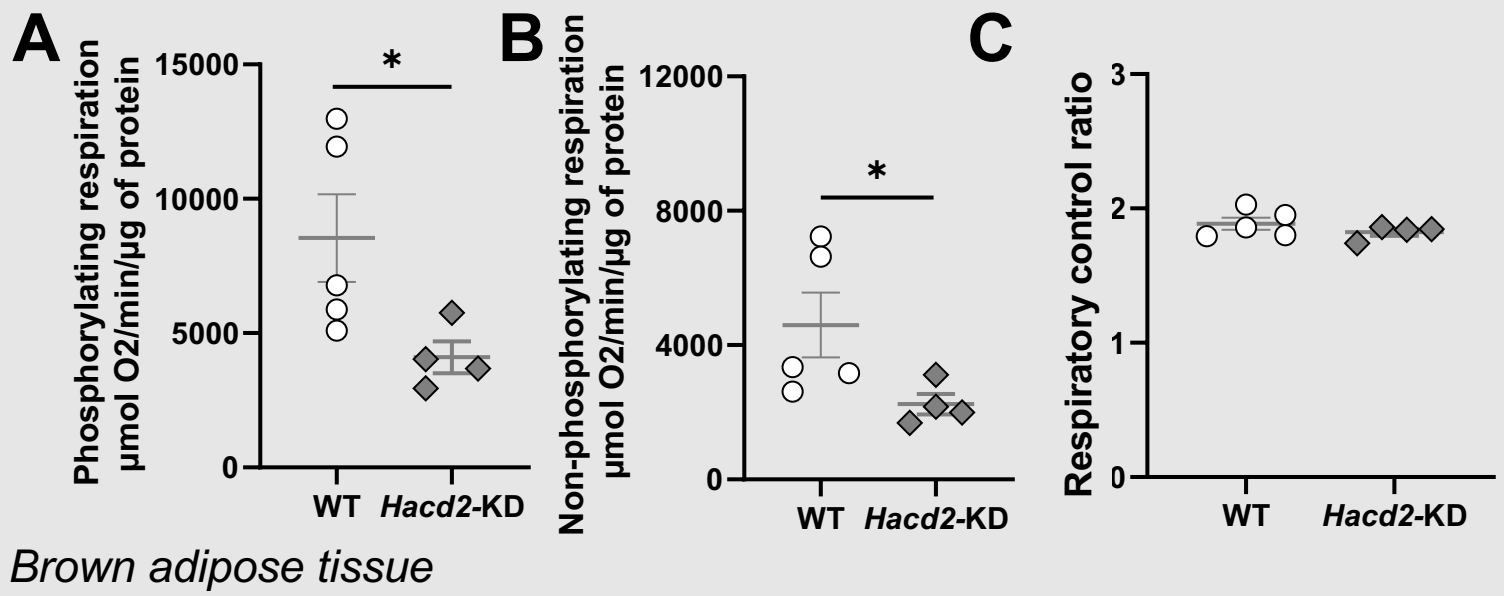 A
Phosphorylating respiration
µmol O2/min/µg of protein
15000
10000
5000
0
*
WT
Hacd2-KD
B
Non-phosphorylating respiration
µmol O2/min/µg of protein
12000
8000
4000
0
*
WT
Hacd2-KD
C
Respiratory control ratio
3
2
1
0
WT
Hacd2-KD
Brown adipose tissue